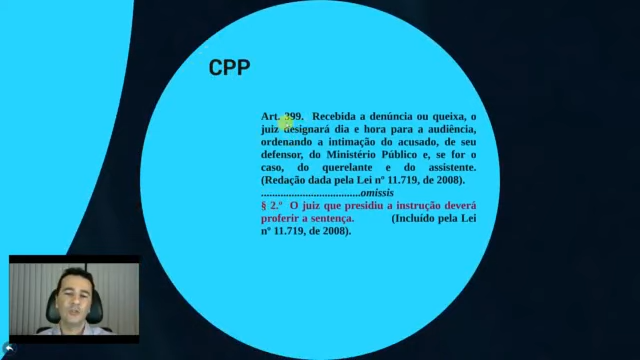 CPP
Art. 399. Recebida a denúncia ou queixa, o
juiz designará dia e hora para a audiência,
ordenando a intimação do acusado, de seu
defensor, do Ministério Público e, se for o
caso, do querelante e do assistente.
(Redação dada pela Lei nº 11.719, de 2008).
....................................omissis
§ 2.º O juiz que presidiu a instrução deverá
proferir a sentença. (Incluído pela Lei
nº 11.719, de 2008).